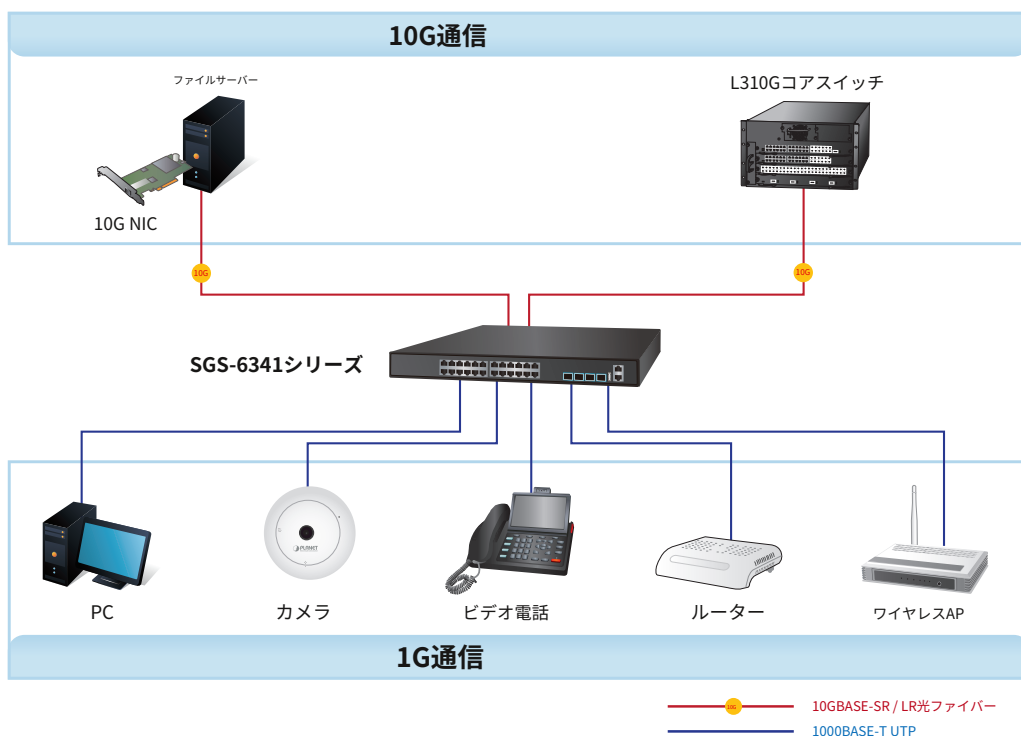 10G通信
ファイルサーバー
L310Gコアスイッチ
10G NIC
10G
10G
SGS-6341シリーズ
PLANET
PC
カメラ
ビデオ電話
ルーター
ワイヤレスAP
1G通信
10G
10GBASE-SR / LR光ファイバー
1000BASE-T UTP